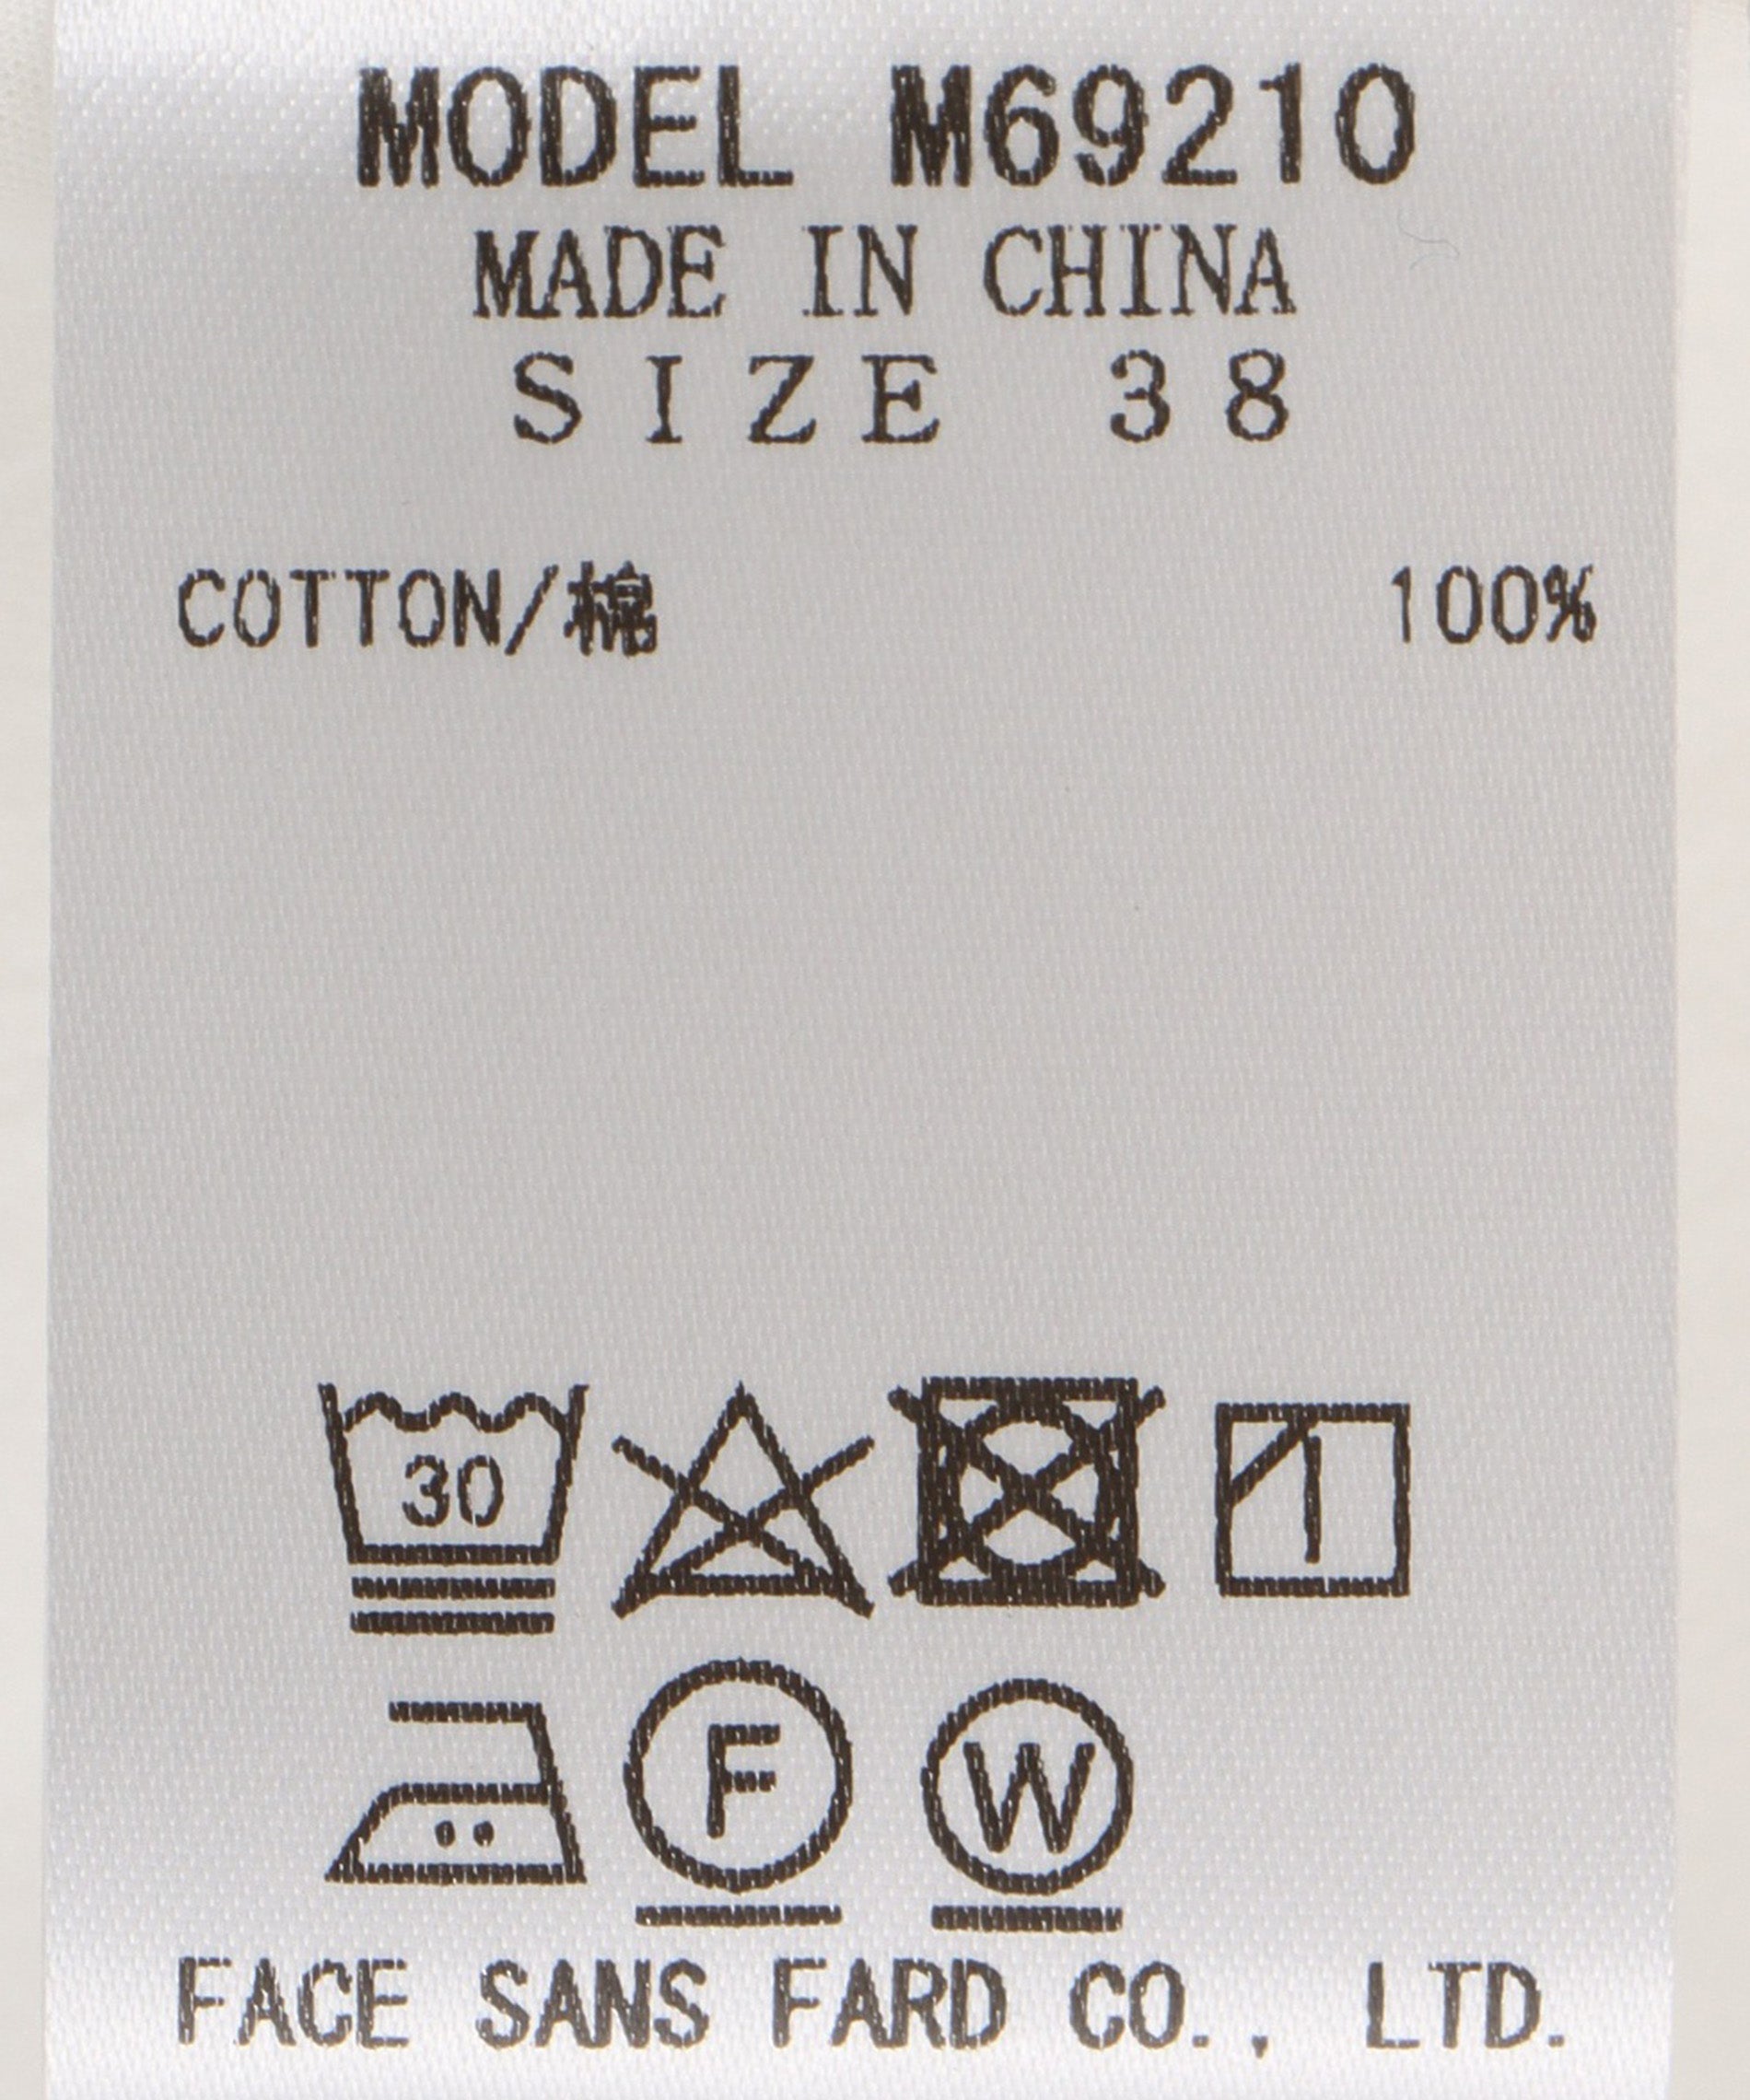 MODEL M69210
MADE IN CHINA
SIZE 38
COTTON/棉 100%
30
F W
FACE SANS FARD CO., LTD.